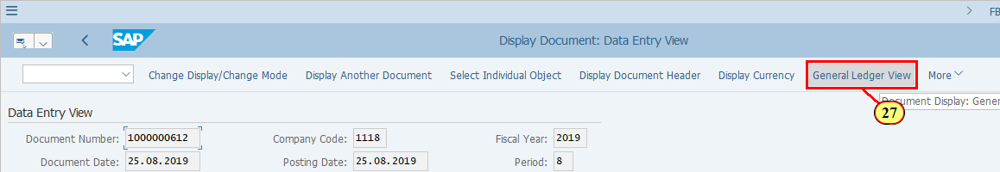 FB
SAP Display Document: Data Entry View
Change Display/Change Mode Display Another Document Select Individual Object Display Document Header Display Currency General Ledger View More
Document Display: Gener
27
Data Entry View
Document Number: 1000000612 Company Code: 1118 Fiscal Year: 2019
Document Date: 25.08.2019 Posting Date: 25.08.2019 Period: 8